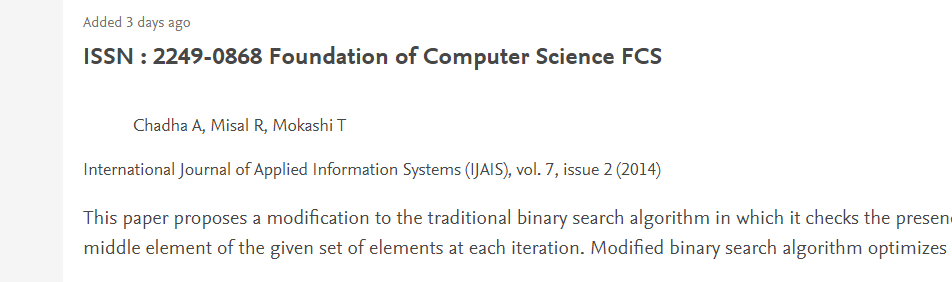 Added 3 days ago
ISSN : 2249-0868 Foundation of Computer Science FCS
Chadha A, Misal R, Mokashi T
International Journal of Applied Information Systems (IJAIS), vol. 7, issue 2 (2014)
This paper proposes a modification to the traditional binary search algorithm in which it checks the
middle element of the given set of elements at each iteration. Modified binary search algorithm optimizes